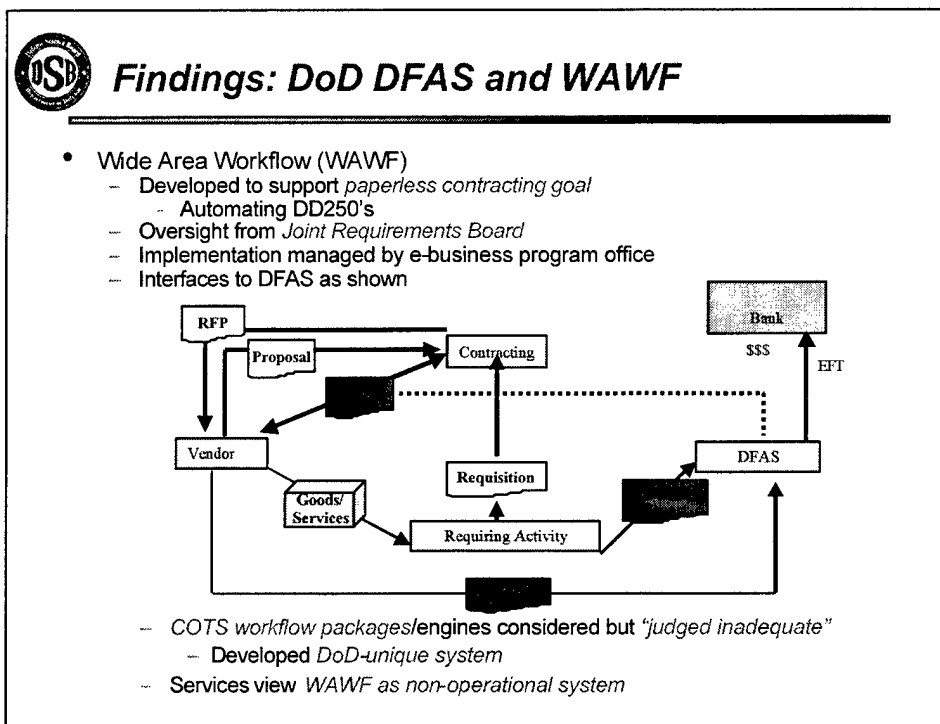 DSB
Findings: DoD DFAS and WAWF
• Wide Area Workflow (WAWF)
– Developed to support paperless contracting goal
- Automating DD250's
– Oversight from Joint Requirements Board
– Implementation managed by e-business program office
– Interfaces to DFAS as shown
RFP
Bank
Proposal
Contracting
$$$
EFT
Vendor
DFAS
Requisition
Goods/
Services
Requiring Activity
– COTS workflow packages/engines considered but "judged inadequate"
– Developed DoD-unique system
– Services view WAWF as non-operational system